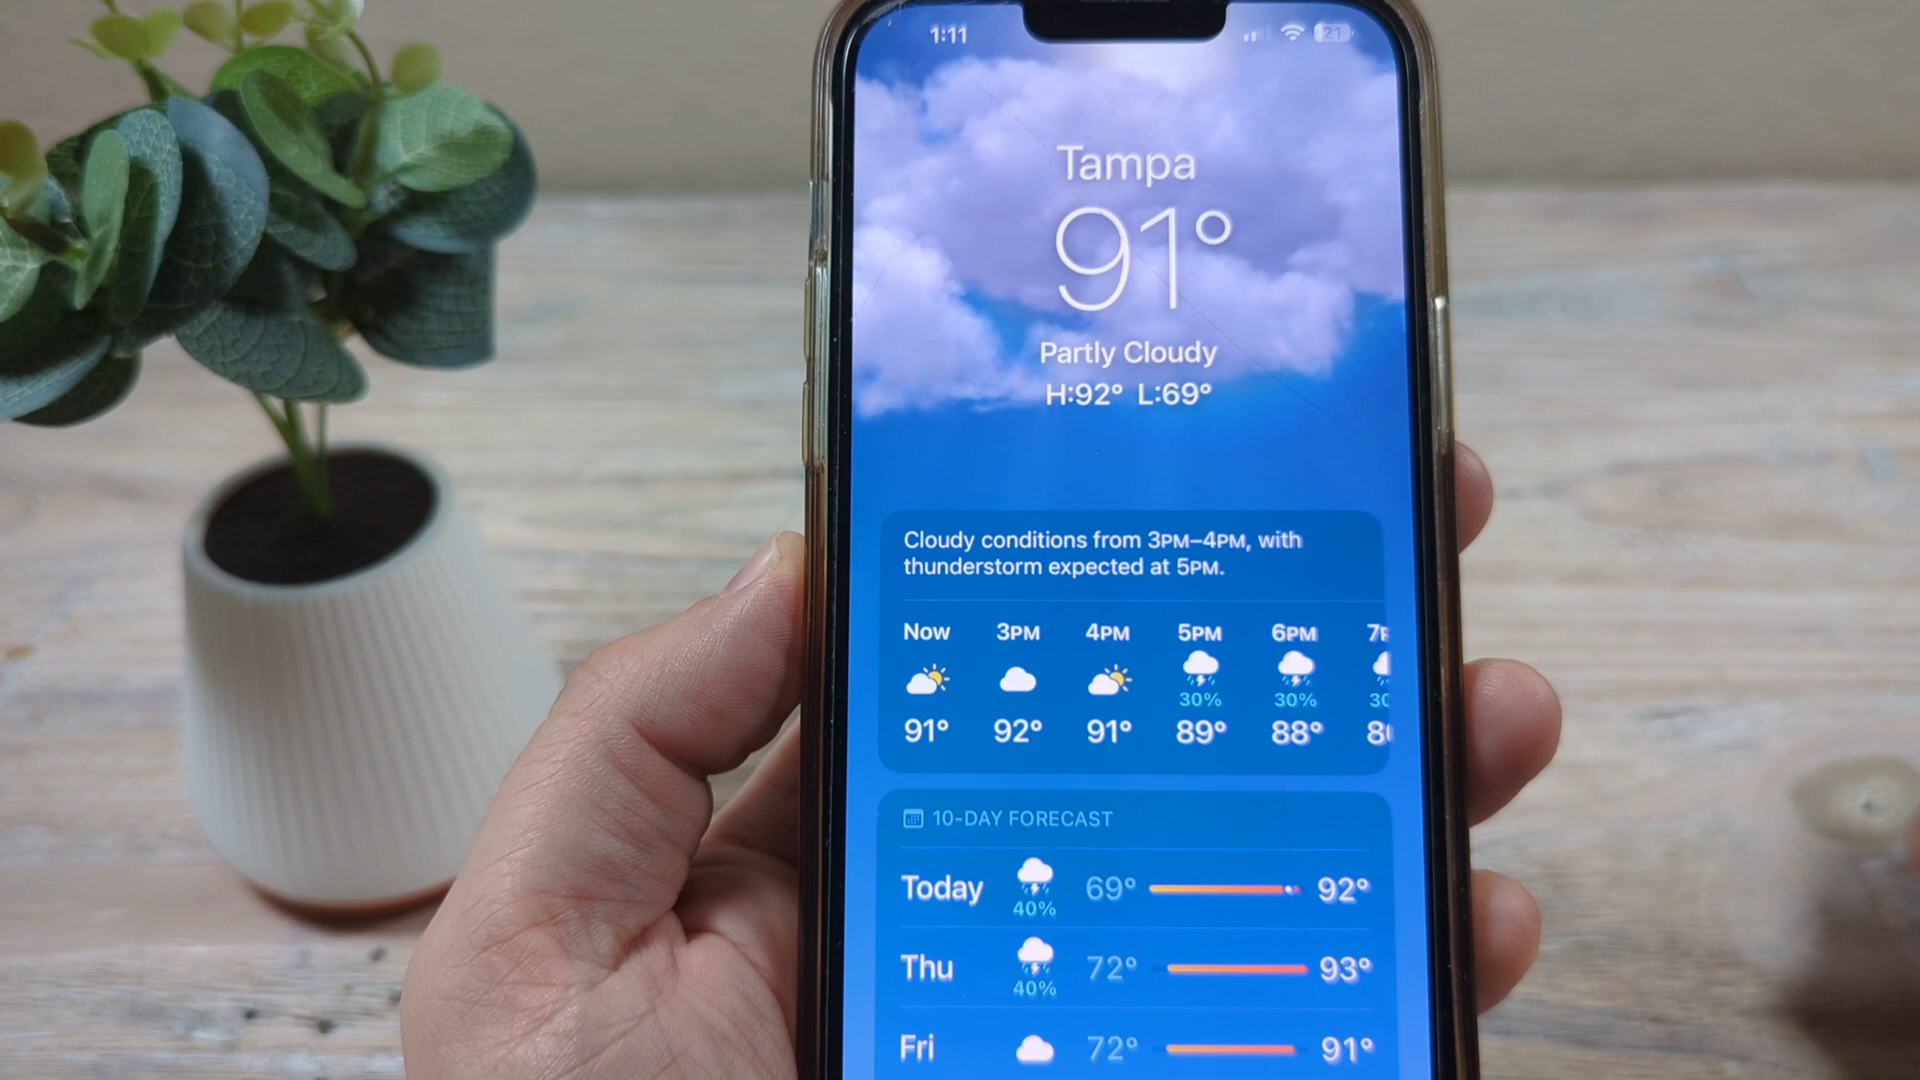 1:11
21
Tampa
91°
Partly Cloudy
H:92° L:69°
Cloudy conditions from 3PM–4PM, with
thunderstorm expected at 5PM.
Now 3PM 4PM 5PM 6PM
30% 30%
91° 92° 91° 89° 88°
10-DAY FORECAST
Today 69° 92°
40%
Thu 72° 93°
40%
Fri 72° 91°